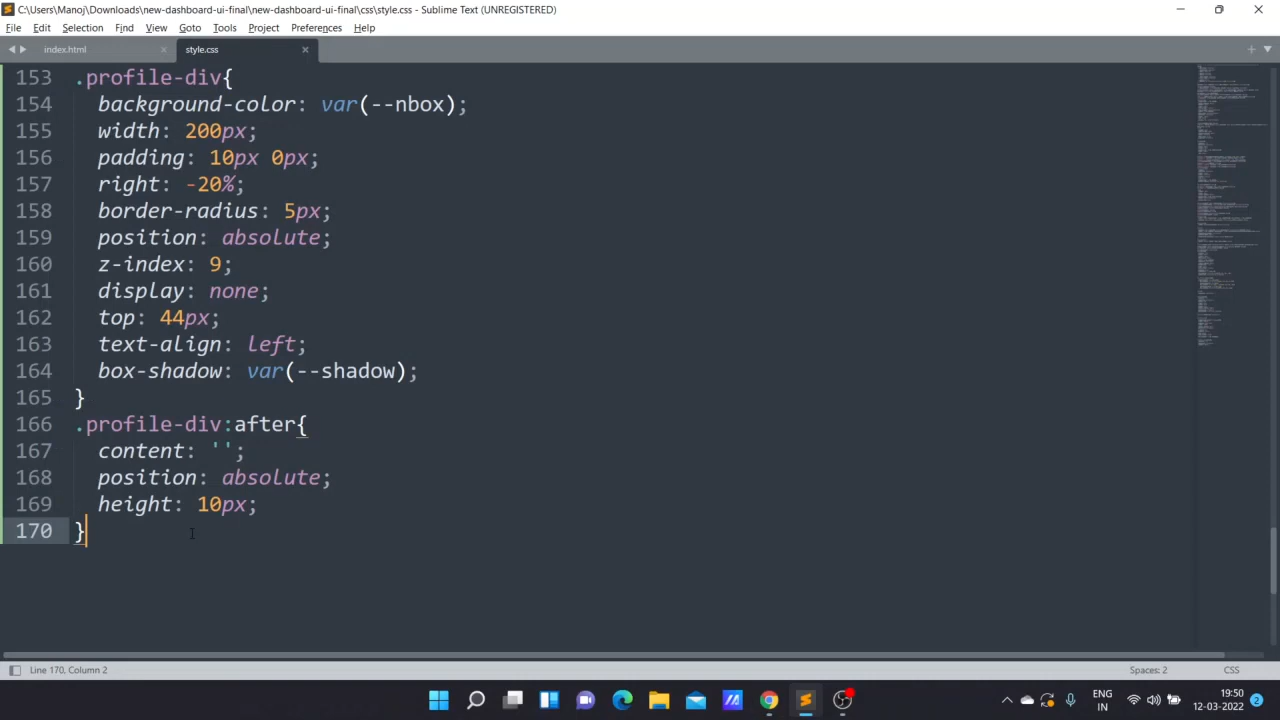 C:\Users\Manoj\Downloads\new-dashboard-ui-final\new-dashboard-ui-final\css\style.css - Sublime Text (UNREGISTERED)
File Edit Selection Find View Goto Tools Project Preferences Help
index.html style.css
153 .profile-div{
154 background-color: var(--nbox);
155 width: 200px;
156 padding: 10px 0px;
157 right: -20%;
158 border-radius: 5px;
159 position: absolute;
160 z-index: 9;
161 display: none;
162 top: 44px;
163 text-align: left;
164 box-shadow: var(--shadow);
165 }
166 .profile-div:after{
167 content: '';
168 position: absolute;
169 height: 10px;
170 }
Line 170, Column 2 Spaces: 2 CSS
ENG 19:50
IN 12-03-2022 2